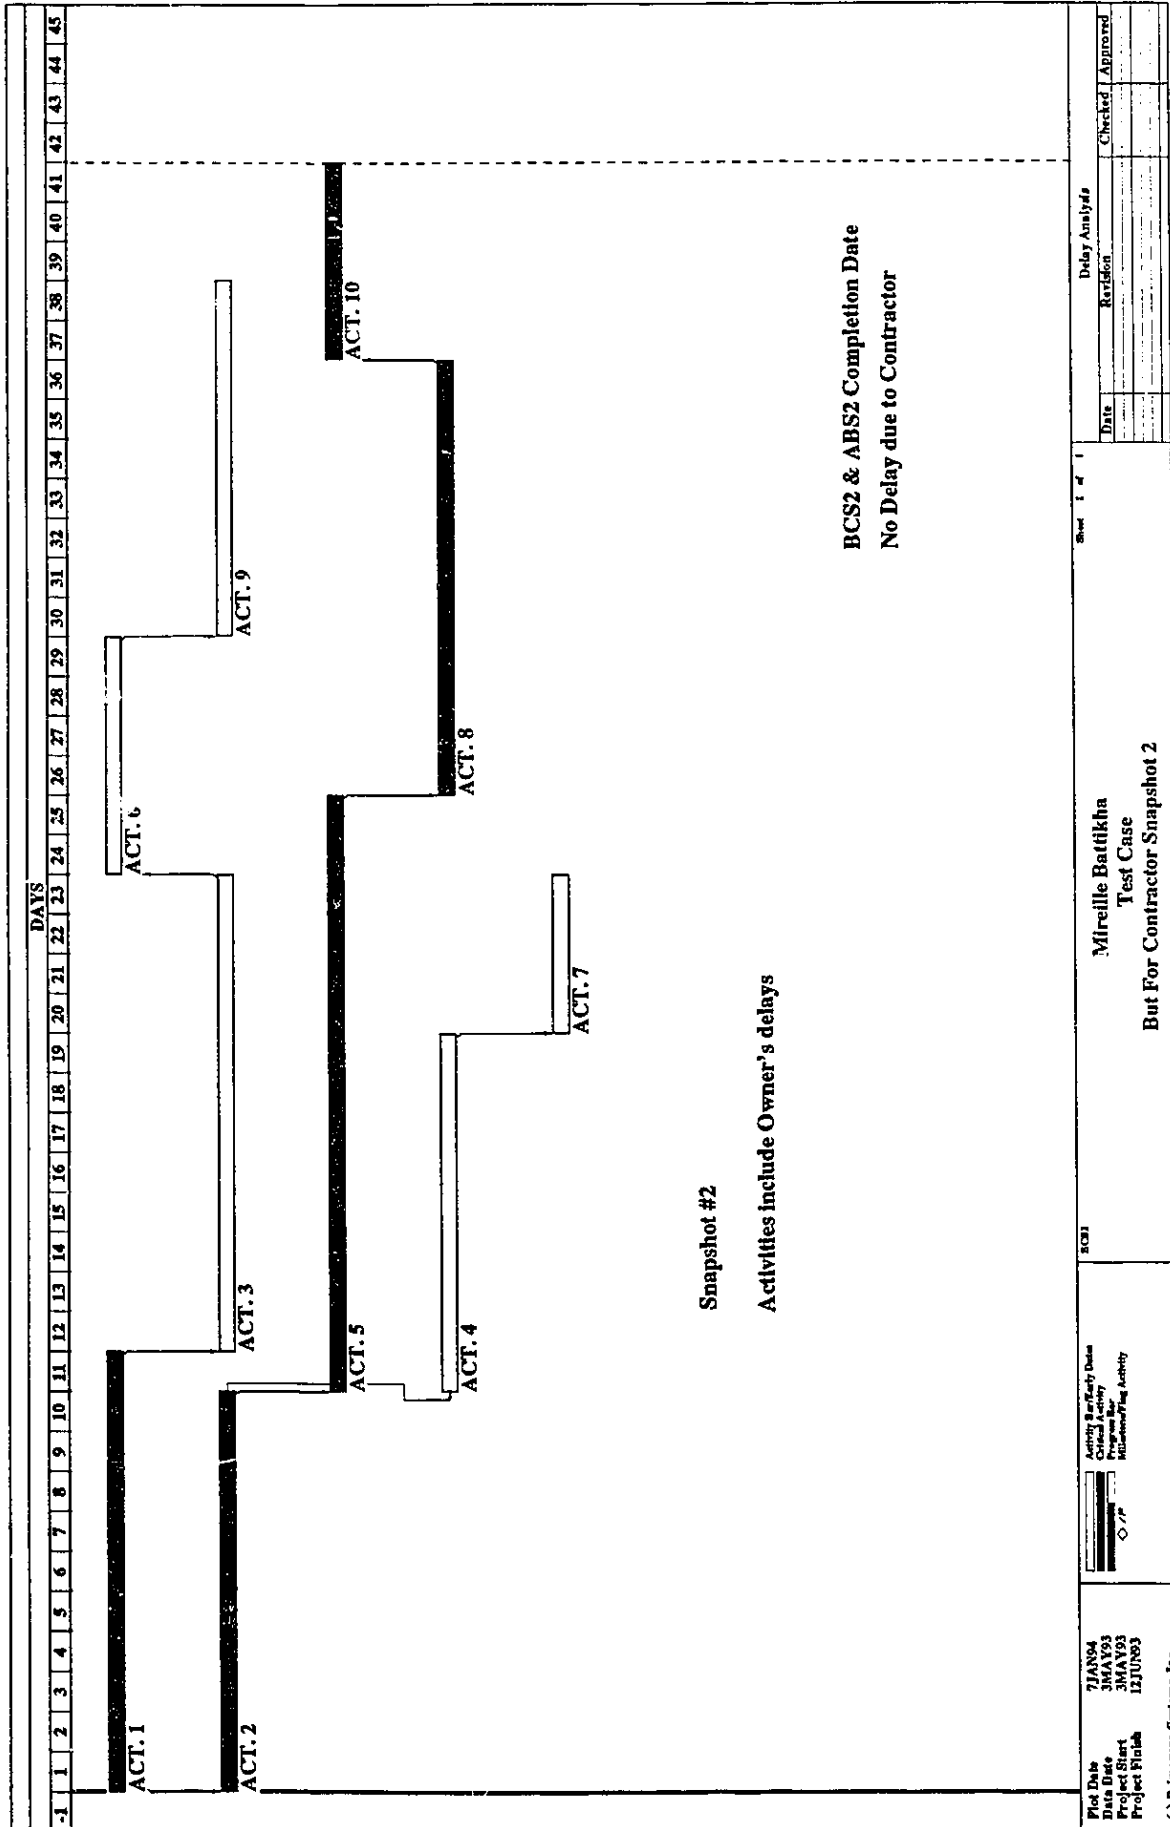 DAYS
-1 1 2 3 4 5 6 7 8 9 10 11 12 13 14 15 16 17 18 19 20 21 22 23 24 25 26 27 28 29 30 31 32 33 34 35 36 37 38 39 40 41 42 43 44 45
ACT. 1
ACT. 6
ACT. 2
ACT. 3
ACT. 9
ACT. 5
ACT. 10
ACT. 4
ACT. 8
ACT. 7
Snapshot #2
Activities include Owner's delays
BCS2 & ABS2 Completion Date
No Delay due to Contractor
Plot Date 7JAN94
Data Date 3MAY93
Project Start 3MAY93
Project Finish 12JUN93
Activity Bar/Early Dates
Critical Activity
Progress Bar
Milestone/Flag Activity
Sheet 1 of 1
Mireille Battikha
Test Case
But For Contractor Snapshot 2
Delay Analysis
Date Revision Checked Approved